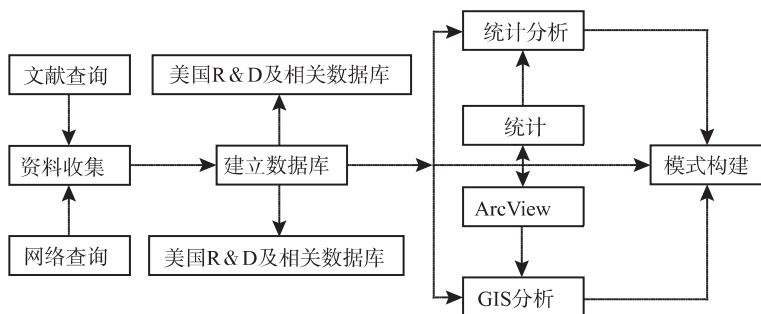 统计分析
文献查询
美国R&D及相关数据库
统计
资料收集
建立数据库
模式构建
ArcView
网络查询
美国R&D及相关数据库
GIS分析